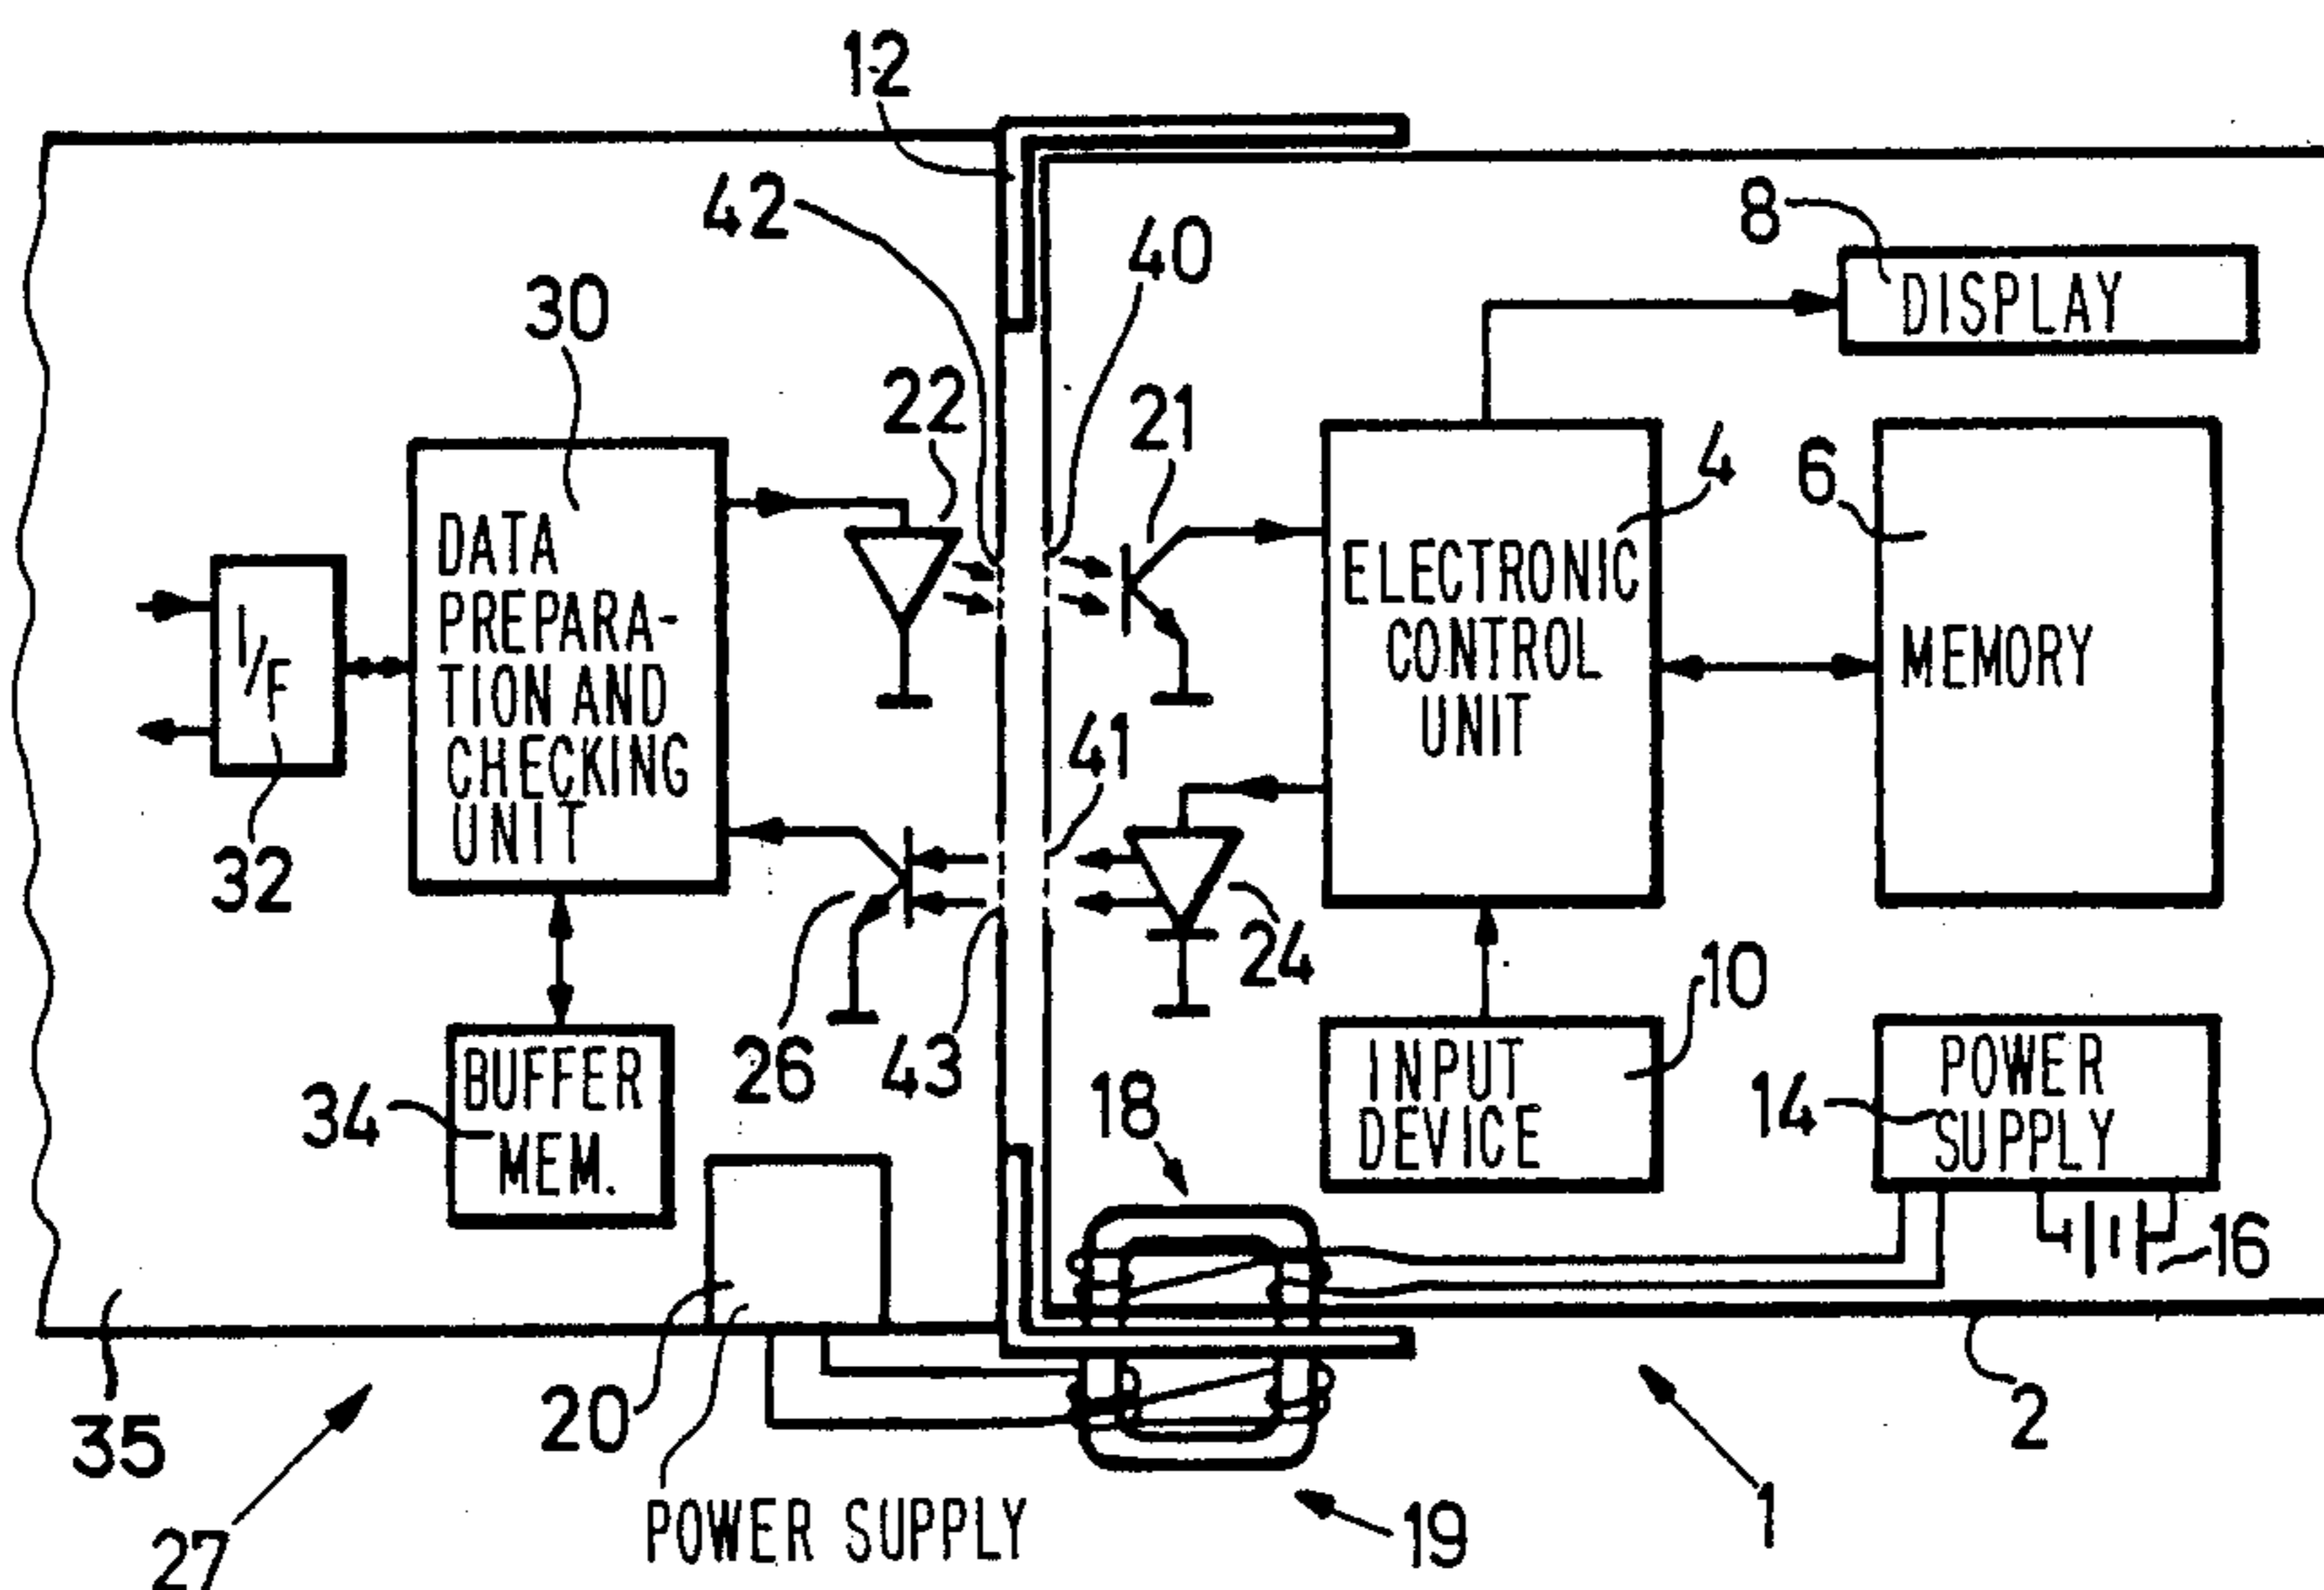 12
42
40
8
DISPLAY
30
22
21
4
6
DATA
PREPARA-
TION AND
CHECKING
UNIT
I/F
32
ELECTRONIC
CONTROL
UNIT
MEMORY
41
24
10
26
43
18
BUFFER
MEM.
34
INPUT
DEVICE
14
POWER
SUPPLY
16
20
35
2
27
POWER SUPPLY
19
1